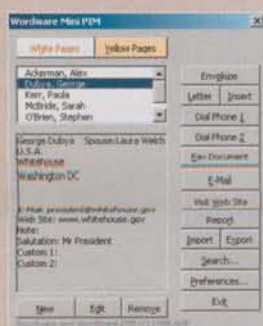 Wordware Mini PIM
White Pages Yellow Pages
Ackerman, Alex
Dubya, George
Kerr, Paula
McBride, Sarah
O'Brien, Stephen
George Dubya Spouse:Laura Welch
U.S.A.
Whitehouse
Washington DC
E-Mail: president@whitehouse.gov
Web Site: www.whitehouse.gov
Note:
Salutation: Mr President
Custom 1:
Custom 2:
New Edit Remove
Envelope
Letter Insert
Dial Phone 1
Dial Phone 2
Fax Document
E-Mail
Visit Web Site
Report
Import Export
Search...
Preferences...
Exit